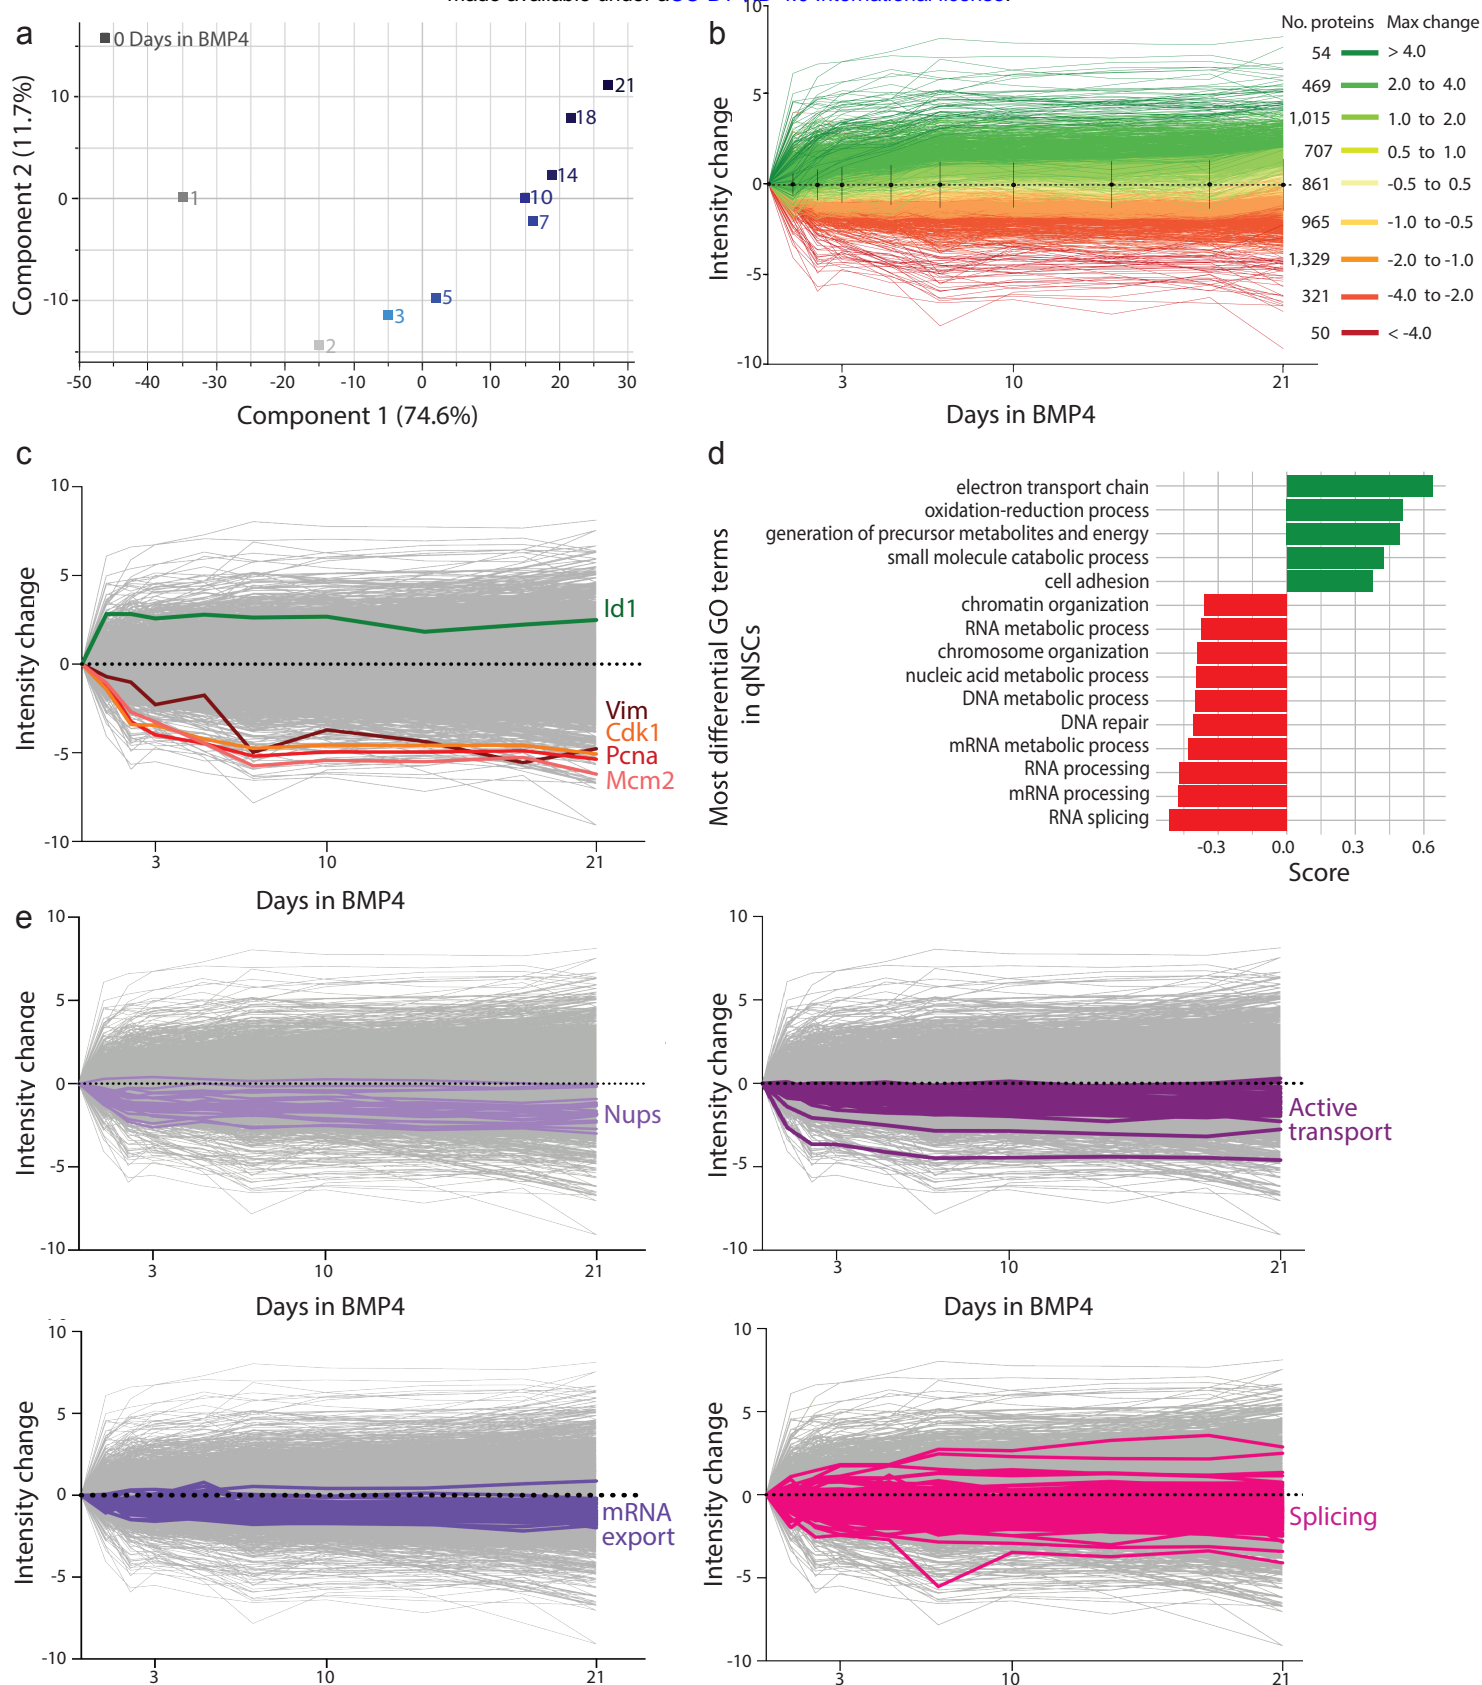 a
0 Days in BMP4
21
18
14
10
7
5
3
2
1
10
0
-10
-50 -40 -30 -20 -10 0 10 20 30
Component 2 (11.7%)
Component 1 (74.6%)
b
No. proteins Max change
54 > 4.0
469 2.0 to 4.0
1,015 1.0 to 2.0
707 0.5 to 1.0
861 -0.5 to 0.5
965 -1.0 to -0.5
1,329 -2.0 to -1.0
321 -4.0 to -2.0
50 < -4.0
10
5
0
-5
-10
3 10 21
Intensity change
Days in BMP4
c
10
5
0
-5
-10
3 10 21
Intensity change
Days in BMP4
Id1
Vim
Cdk1
Pcna
Mcm2
d
Most differential GO terms
in qNSCs
electron transport chain
oxidation-reduction process
generation of precursor metabolites and energy
small molecule catabolic process
cell adhesion
chromatin organization
RNA metabolic process
chromosome organization
nucleic acid metabolic process
DNA metabolic process
DNA repair
mRNA metabolic process
RNA processing
mRNA processing
RNA splicing
-0.3 0.0 0.3 0.6
Score
e
10
5
0
-5
-10
3 10 21
Intensity change
Days in BMP4
Nups
10
5
0
-5
-10
3 10 21
Intensity change
Days in BMP4
Active
transport
10
5
0
-5
-10
3 10 21
Intensity change
mRNA
export
10
5
0
-5
-10
3 10 21
Intensity change
Splicing